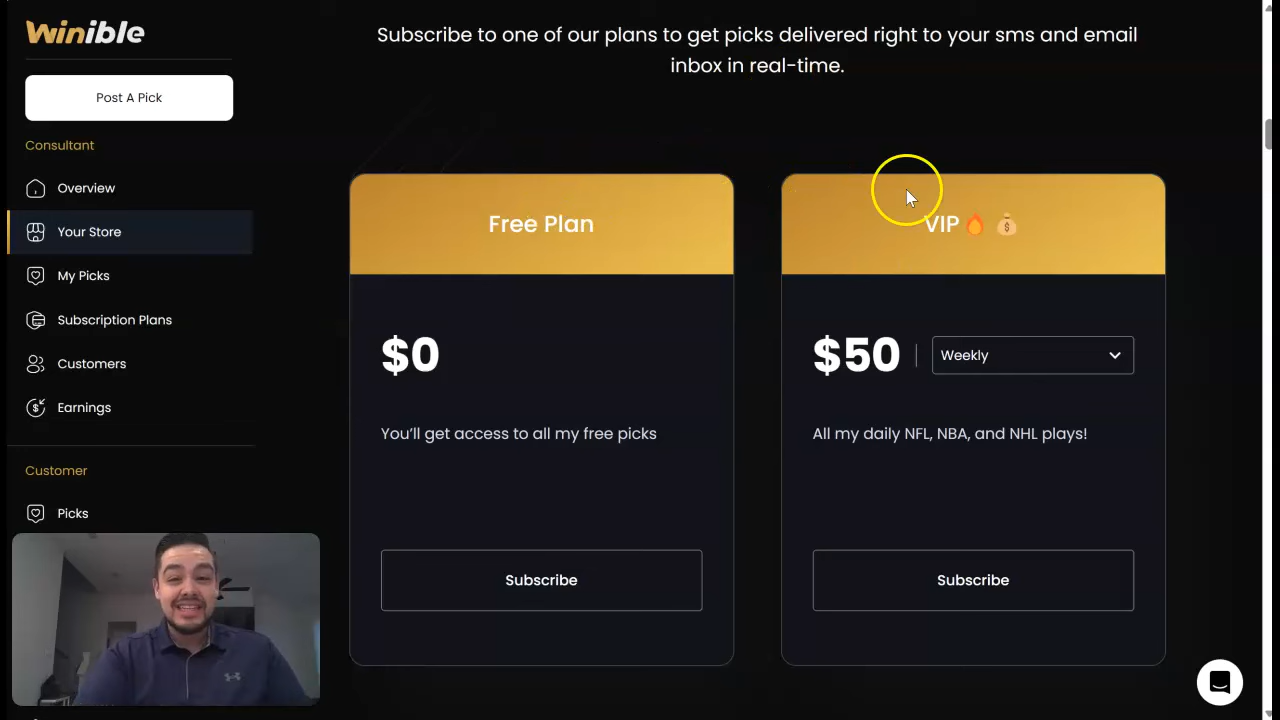 Winible
Post A Pick
Consultant
Overview
Your Store
My Picks
Subscription Plans
Customers
Earnings
Customer
Picks
Subscribe to one of our plans to get picks delivered right to your sms and email
inbox in real-time.
Free Plan
$0
You'll get access to all my free picks
Subscribe
VIP🔥💰
$50 | Weekly
All my daily NFL, NBA, and NHL plays!
Subscribe